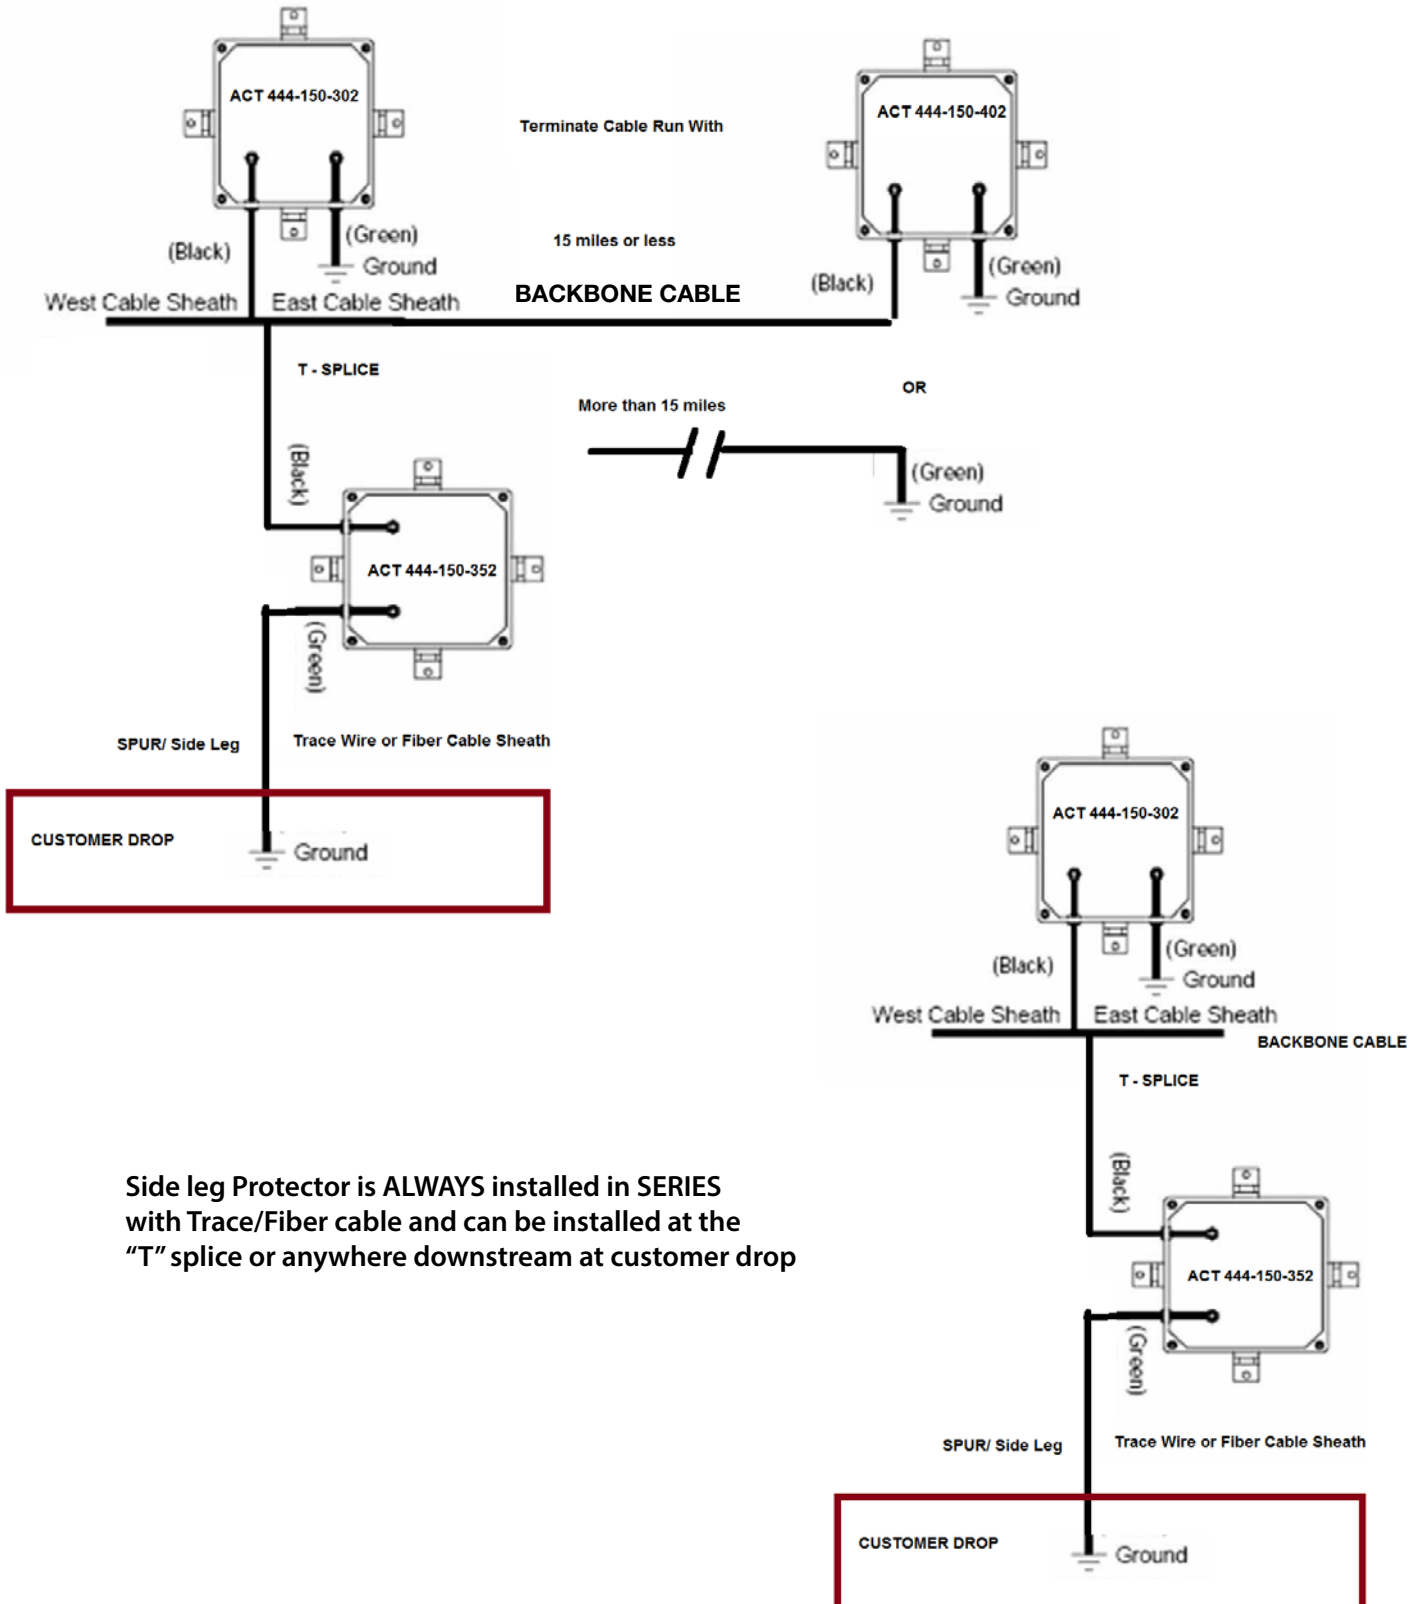 ACT 444-150-302
ACT 444-150-402
Terminate Cable Run With
(Black)
(Green)
Ground
15 miles or less
(Black)
(Green)
Ground
West Cable Sheath
East Cable Sheath
BACKBONE CABLE
T - SPLICE
More than 15 miles
OR
(Black)
(Green)
Ground
ACT 444-150-352
(Green)
SPUR/ Side Leg
Trace Wire or Fiber Cable Sheath
CUSTOMER DROP
Ground
ACT 444-150-302
(Black)
(Green)
Ground
West Cable Sheath
East Cable Sheath
BACKBONE CABLE
T - SPLICE
(Black)
Side leg Protector is ALWAYS installed in SERIES
with Trace/Fiber cable and can be installed at the
“T” splice or anywhere downstream at customer drop
ACT 444-150-352
(Green)
SPUR/ Side Leg
Trace Wire or Fiber Cable Sheath
CUSTOMER DROP
Ground